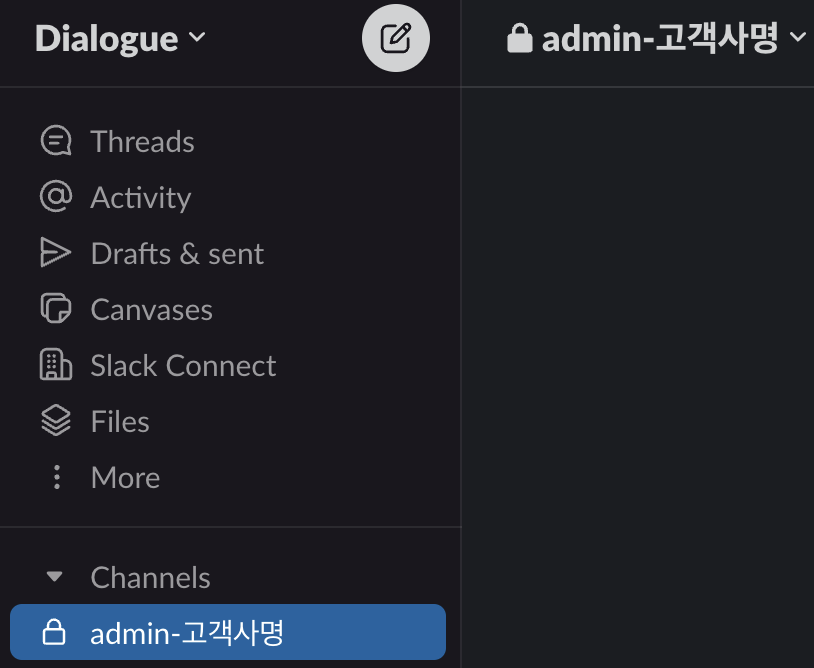 Dialogue
admin-고객사명
Threads
Activity
Drafts & sent
Canvases
Slack Connect
Files
More
Channels
admin-고객사명